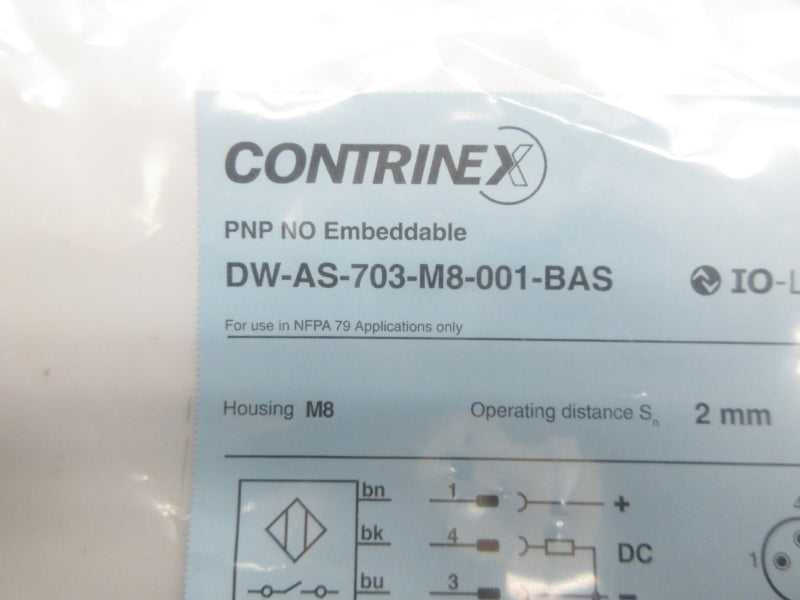 CONTRINEX
PNP NO Embeddable
DW-AS-703-M8-001-BAS
IO-L
For use in NFPA 79 Applications only
Housing M8
Operating distance Sn 2 mm
bn 1 +
bk 4 DC
bu 3 –
1
4